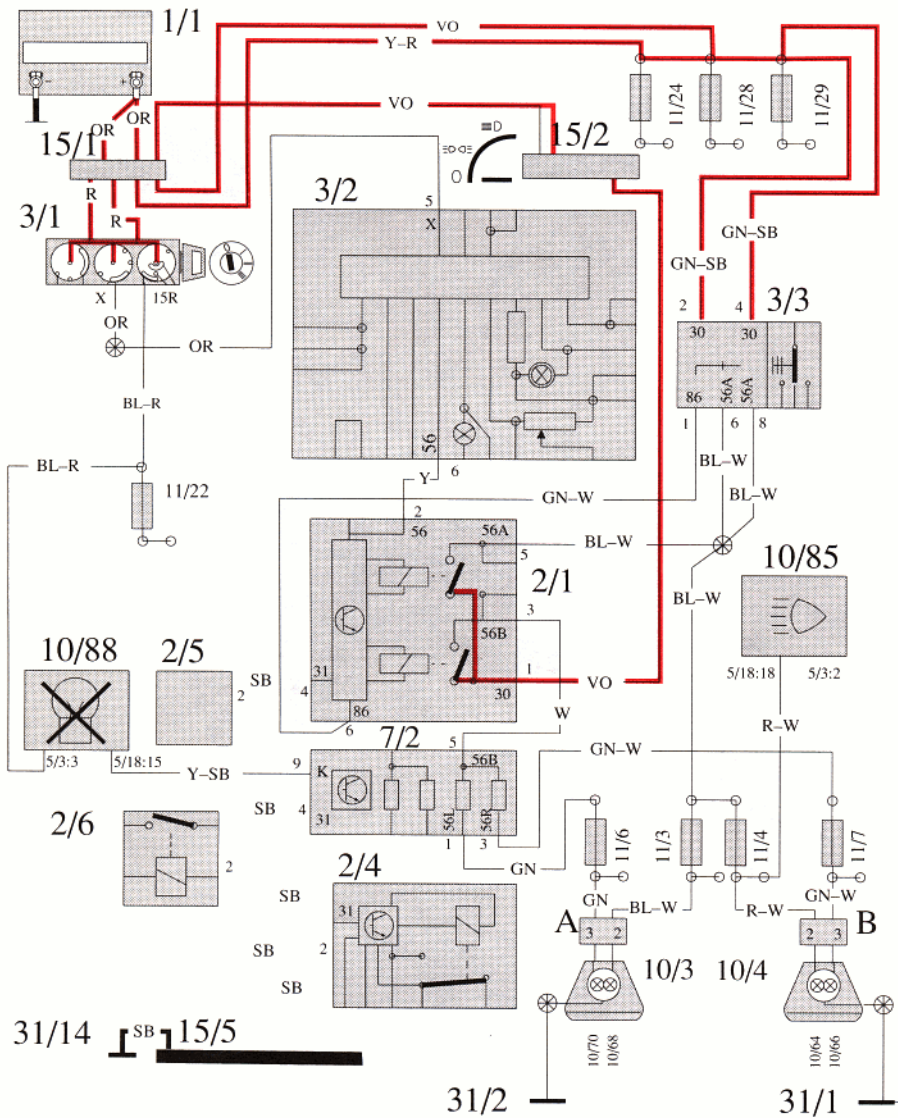 1/1
VO
Y–R
- +
OR
OR
VO
15/1
15/2
11/24
11/28
11/29
R
R
3/1
3/2
5
X
GN–SB
GN–SB
X
15R
2
4
3/3
OR
OR
30
30
86
56A
56A
BL–R
1
6
8
56
6
Y
BL–R
11/22
GN–W
BL–W
BL–W
2
56
56A
5
BL–W
10/85
2/1
BL–W
3
56B
31
1
4
30
VO
86
6
10/88
2/5
2
SB
5/18:18
5/3:2
W
R–W
7/2
5
GN–W
5/3:3
5/18:15
Y–SB
9
K
56B
SB
4
31
56L
56R
1
3
2/6
2
GN
11/6
11/3
11/4
11/7
2/4
SB
31
GN
BL–W
R–W
GN–W
A
3
2
2
3
B
SB
2
SB
10/3
10/4
10/70
10/68
10/64
10/66
31/14
SB
15/5
31/2
31/1